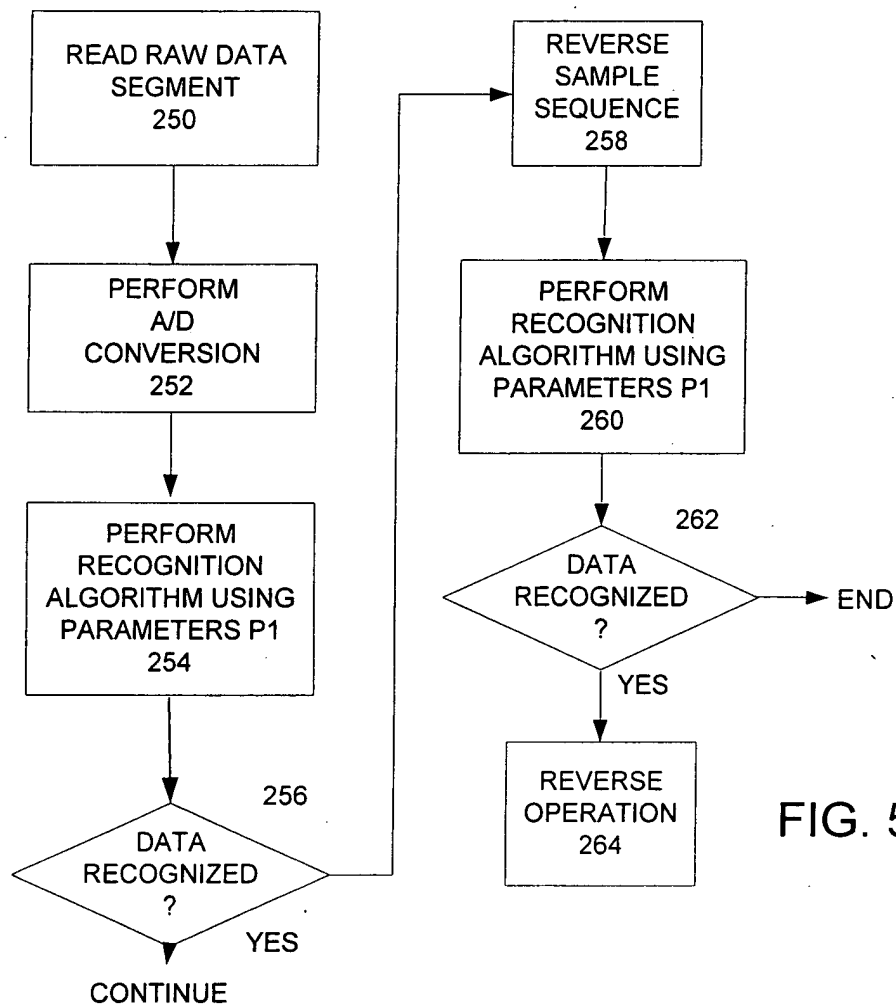 READ RAW DATA
SEGMENT
250
PERFORM
A/D
CONVERSION
252
PERFORM
RECOGNITION
ALGORITHM USING
PARAMETERS P1
254
256
DATA
RECOGNIZED
?
YES
CONTINUE
REVERSE
SAMPLE
SEQUENCE
258
PERFORM
RECOGNITION
ALGORITHM USING
PARAMETERS P1
260
262
DATA
RECOGNIZED
?
END
YES
REVERSE
OPERATION
264
FIG. 5